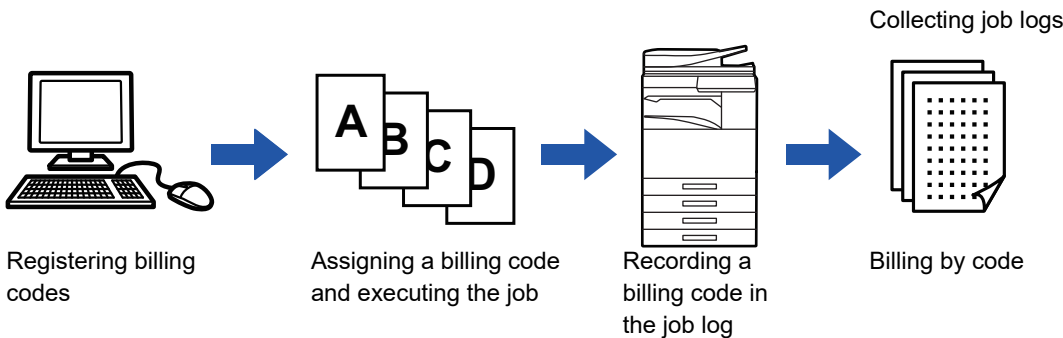 Collecting job logs
A
B
C
D
Registering billing
codes
Assigning a billing code
and executing the job
Recording a
billing code in
the job log
Billing by code